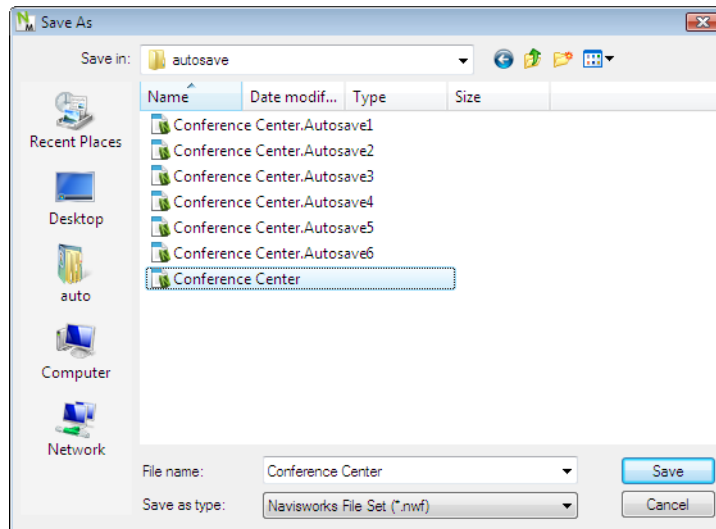 Save As
Save in: autosave
Name Date modif... Type Size
Conference Center.Autosave1
Conference Center.Autosave2
Conference Center.Autosave3
Conference Center.Autosave4
Conference Center.Autosave5
Conference Center.Autosave6
Conference Center
Recent Places
Desktop
auto
Computer
Network
File name: Conference Center Save
Save as type: Navisworks File Set (*.nwf) Cancel